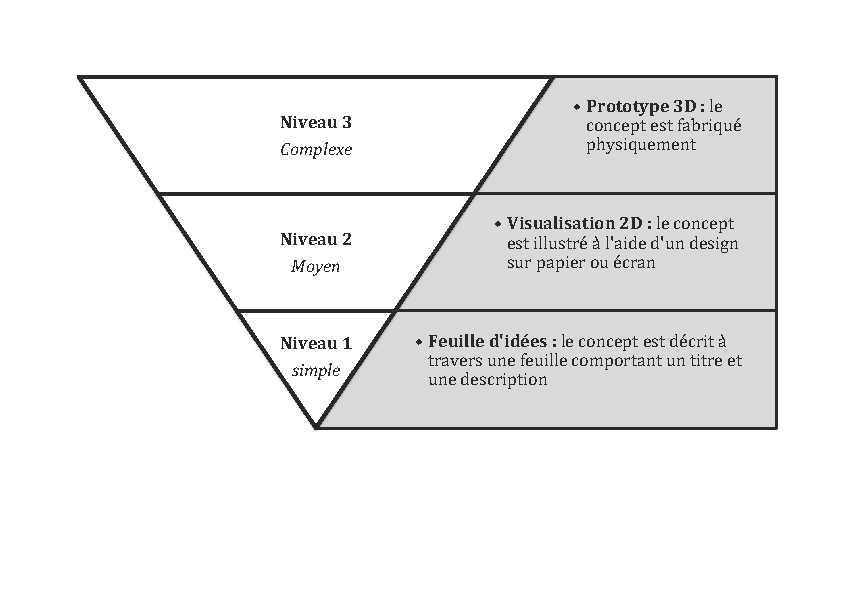 Niveau 3
Complexe
• Prototype 3D : le
concept est fabriqué
physiquement
Niveau 2
Moyen
• Visualisation 2D : le concept
est illustré à l'aide d'un design
sur papier ou écran
Niveau 1
simple
• Feuille d'idées : le concept est décrit à
travers une feuille comportant un titre et
une description